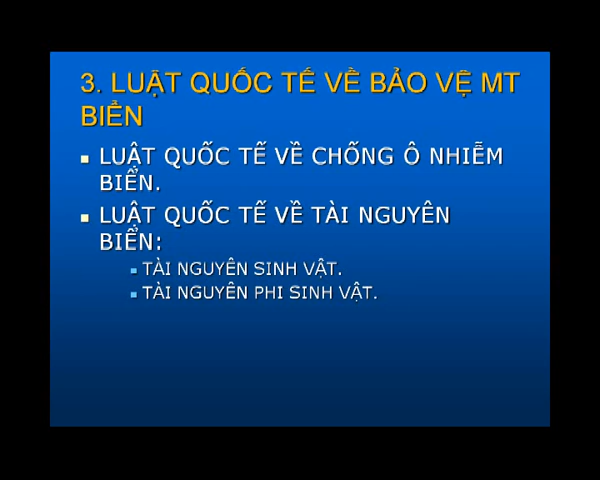 3. LUẬT QUỐC TẾ VỀ BẢO VỆ MT
BIỂN
LUẬT QUỐC TẾ VỀ CHỐNG Ô NHIỄM
BIỂN.
LUẬT QUỐC TẾ VỀ TÀI NGUYÊN
BIỂN:
TÀI NGUYÊN SINH VẬT.
TÀI NGUYÊN PHI SINH VẬT.